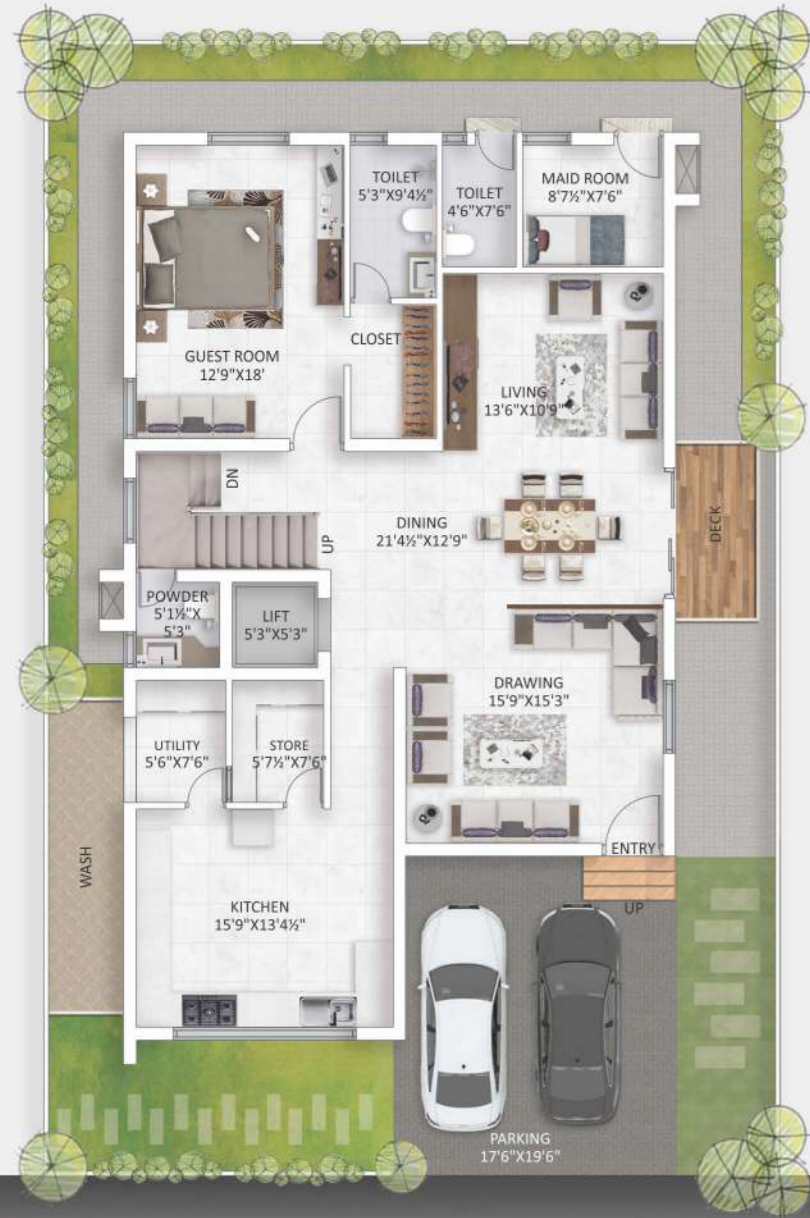 TOILET
5'3"X9'4½"
TOILET
4'6"X7'6"
MAID ROOM
8'7½"X7'6"
CLOSET
GUEST ROOM
12'9"X18'
LIVING
13'6"X10'9"
DN
UP
DINING
21'4½"X12'9"
DECK
POWDER
5'1½"X
5'3"
LIFT
5'3"X5'3"
DRAWING
15'9"X15'3"
UTILITY
5'6"X7'6"
STORE
5'7½"X7'6"
ENTRY
WASH
KITCHEN
15'9"X13'4½"
UP
PARKING
17'6"X19'6"